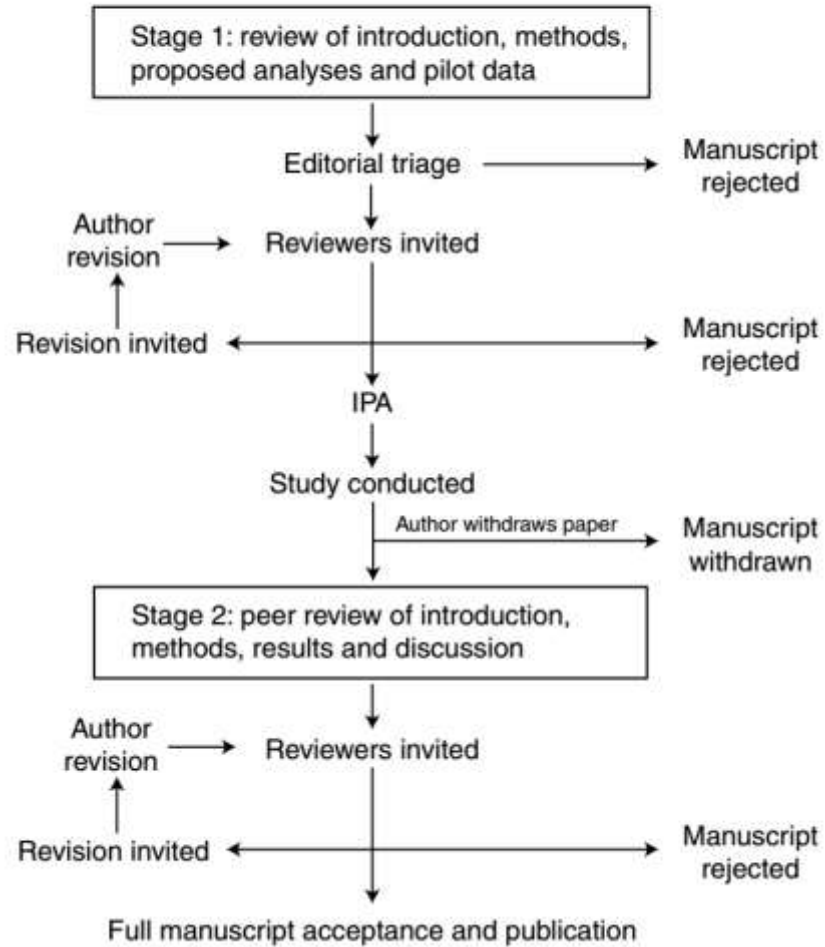 Stage 1: review of introduction, methods,
proposed analyses and pilot data
Editorial triage
Manuscript
rejected
Author
revision
Reviewers invited
Revision invited
Manuscript
rejected
IPA
Study conducted
Author withdraws paper
Manuscript
withdrawn
Stage 2: peer review of introduction,
methods, results and discussion
Author
revision
Reviewers invited
Revision invited
Manuscript
rejected
Full manuscript acceptance and publication